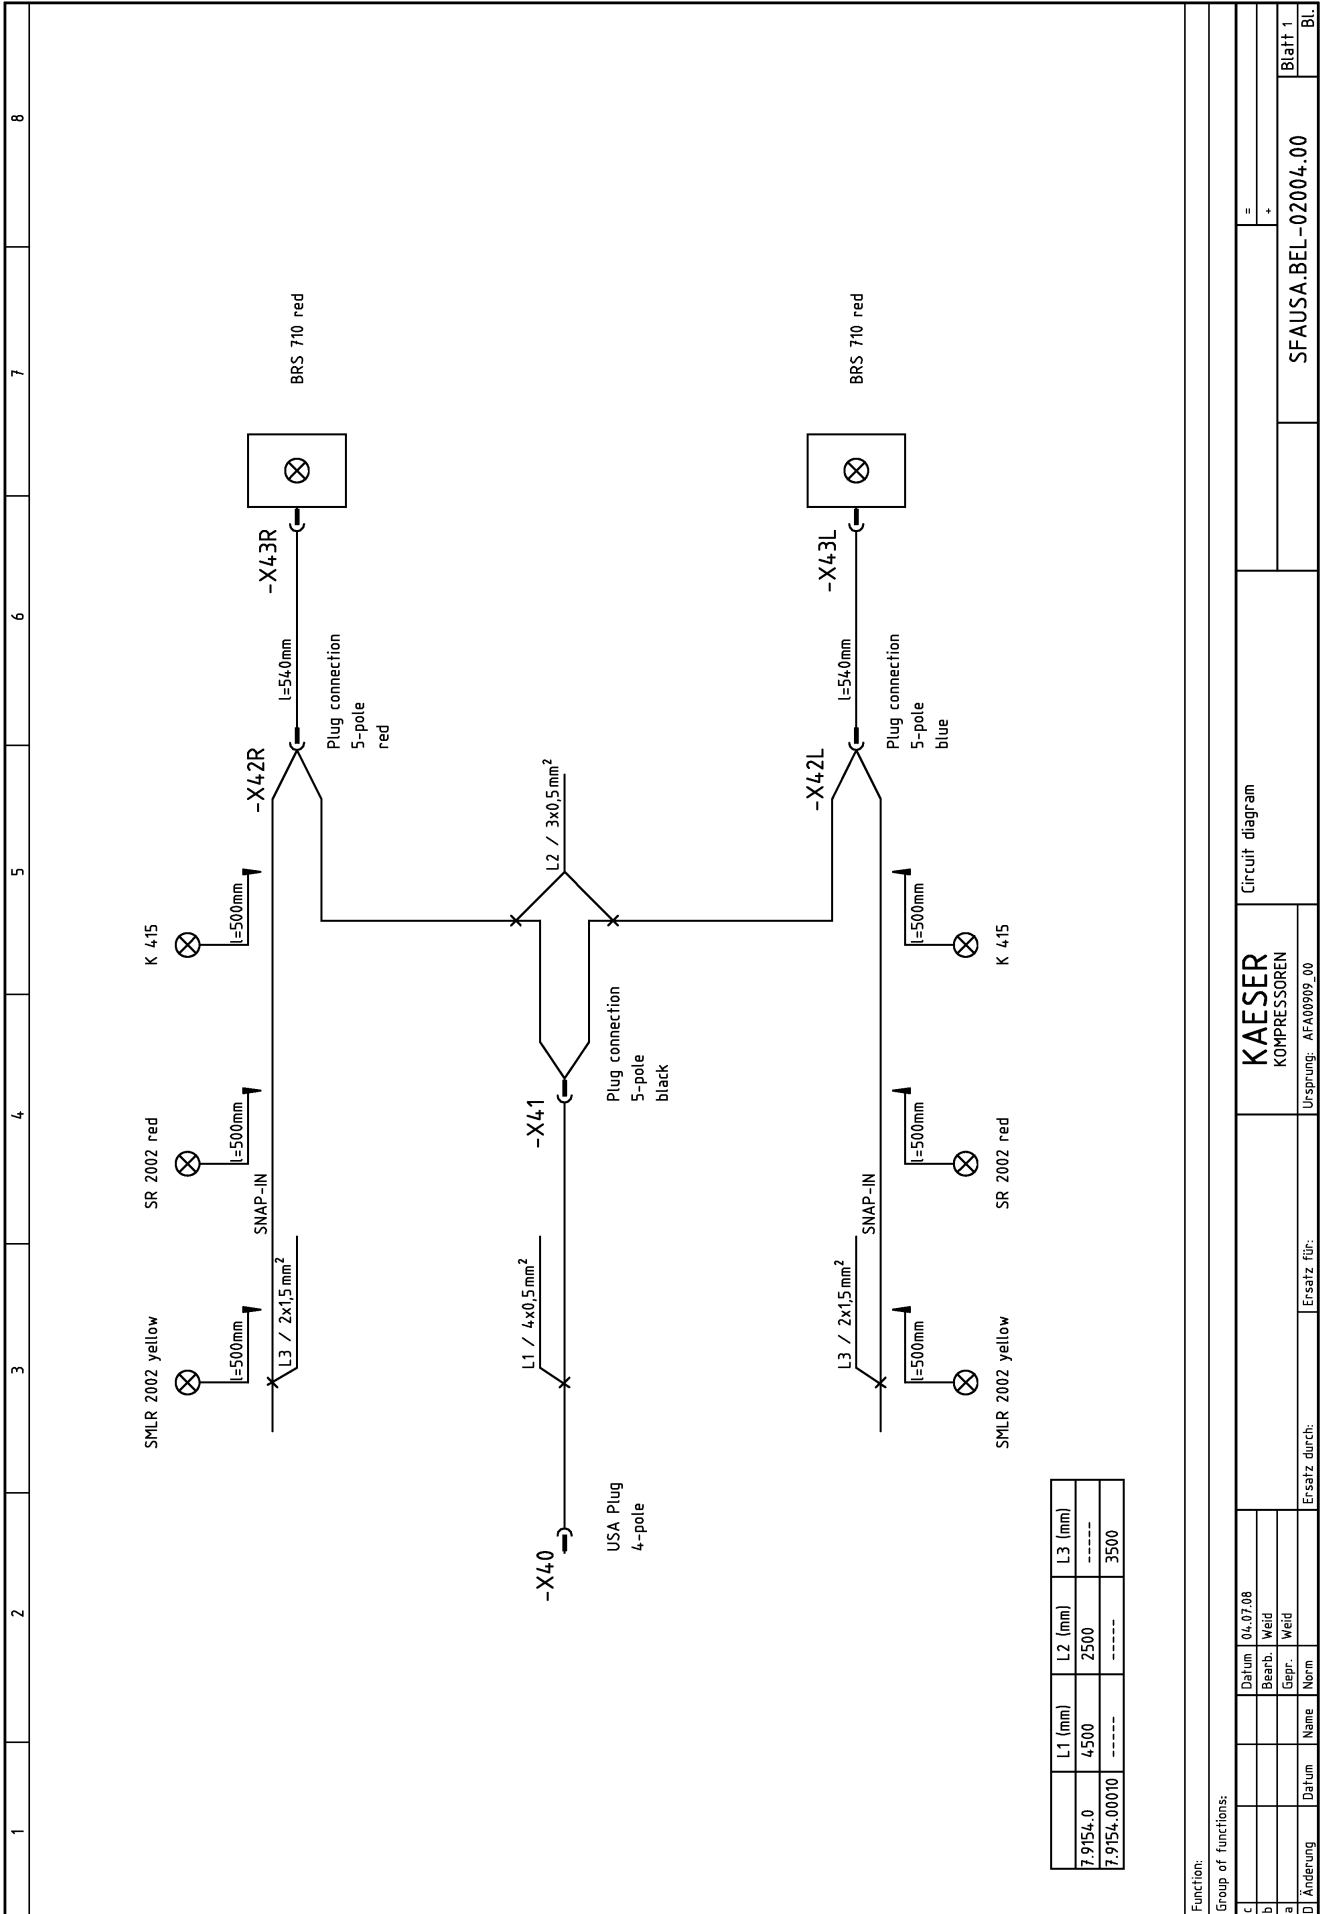 1
2
3
4
5
6
7
8
SMLR 2002 yellow
SR 2002 red
K 415
l=500mm
l=500mm
l=500mm
SNAP-IN
L3 / 2x1,5mm²
-X42R
l=540mm
-X43R
BRS 710 red
Plug connection
5-pole
red
-X40
USA Plug
4-pole
L1 / 4x0,5mm²
-X41
Plug connection
5-pole
black
L2 / 3x0,5mm²
-X42L
l=540mm
-X43L
BRS 710 red
Plug connection
5-pole
blue
L3 / 2x1,5mm²
SNAP-IN
l=500mm
l=500mm
l=500mm
SMLR 2002 yellow
SR 2002 red
K 415
L1 (mm) L2 (mm) L3 (mm)
7.9154.0 4500 2500 -----
7.9154.00010 ----- ----- 3500
Function:
Group of functions:
c Datum 04.07.08 KAESER Circuit diagram =
b Bearb. Weid KOMPRESSOREN +
a Gepr. Weid SFAUSA.BEL-02004.00 Blatt 1
D Änderung Datum Name Norm Ersatz durch: Ersatz für: Ursprung: AFA00909_00 Bl.